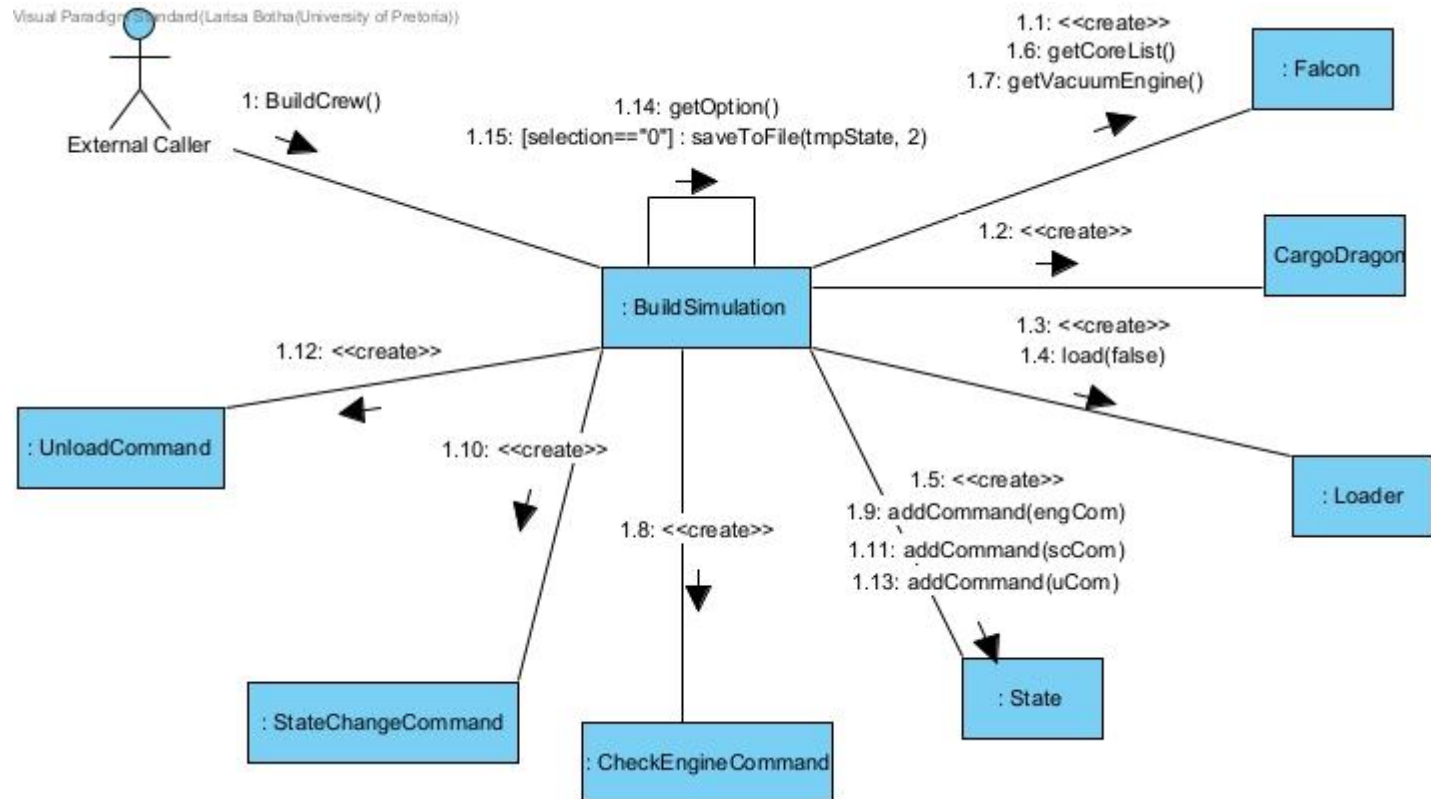 Visual Paradigm Standard(Larisa Botha(University of Pretoria))
1.1: <<create>>
1.6: getCoreList()
1.7: getVacuumEngine()
: Falcon
1: BuildCrew()
1.14: getOption()
1.15: [selection=="0"] : saveToFile(tmpState, 2)
External Caller
1.2: <<create>>
CargoDragon
: BuildSimulation
1.3: <<create>>
1.4: load(false)
1.12: <<create>>
: UnloadCommand
1.10: <<create>>
1.5: <<create>>
1.9: addCommand(engCom)
1.11: addCommand(scCom)
1.13: addCommand(uCom)
: Loader
1.8: <<create>>
: StateChangeCommand
: State
: CheckEngineCommand